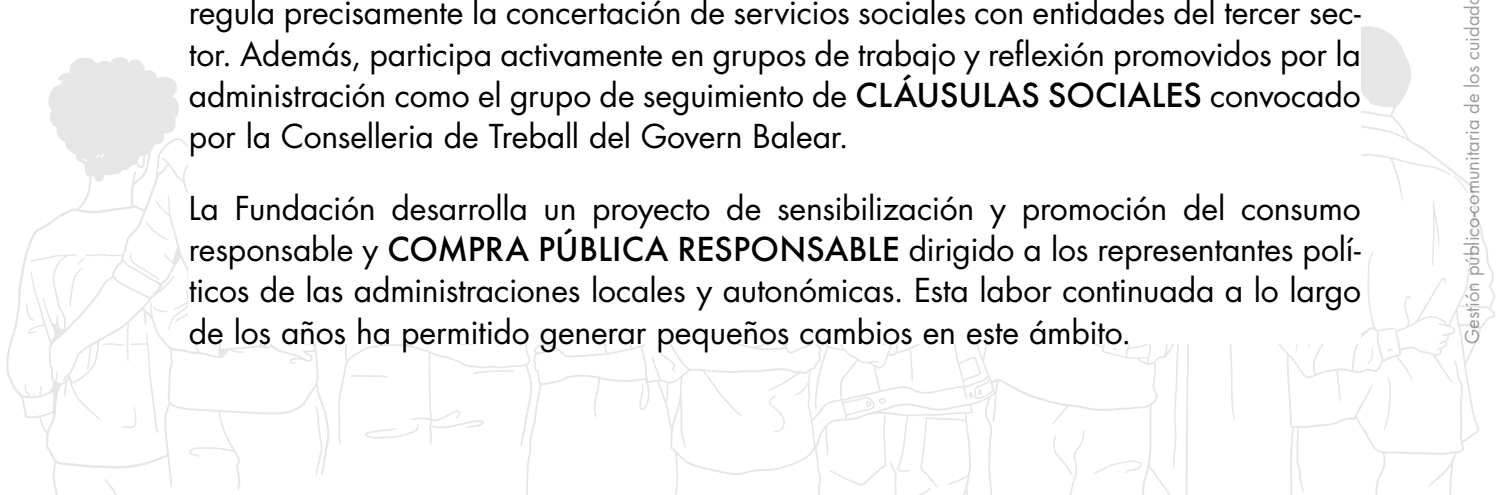 regula precisamente la concertación de servicios sociales con entidades del tercer sec-
tor. Además, participa activamente en grupos de trabajo y reflexión promovidos por la
administración como el grupo de seguimiento de CLÁUSULAS SOCIALES convocado
por la Conselleria de Treball del Govern Balear.
La Fundación desarrolla un proyecto de sensibilización y promoción del consumo
responsable y COMPRA PÚBLICA RESPONSABLE dirigido a los representantes polí-
ticos de las administraciones locales y autonómicas. Esta labor continuada a lo largo
de los años ha permitido generar pequeños cambios en este ámbito.
Gestión público-comunitaria de los cuidado